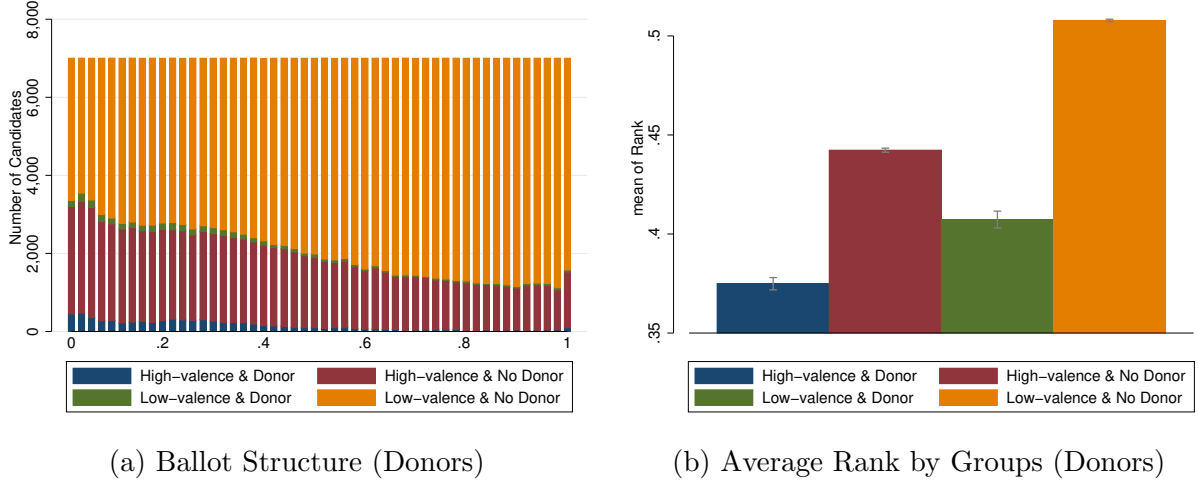 8,000
6,000
4,000
2,000
0
Number of Candidates
0 .2 .4 .6 .8 1
High-valence & Donor High-valence & No Donor
Low-valence & Donor Low-valence & No Donor
(a) Ballot Structure (Donors)
.5
.45
.4
.35
mean of Rank
High-valence & Donor High-valence & No Donor
Low-valence & Donor Low-valence & No Donor
(b) Average Rank by Groups (Donors)